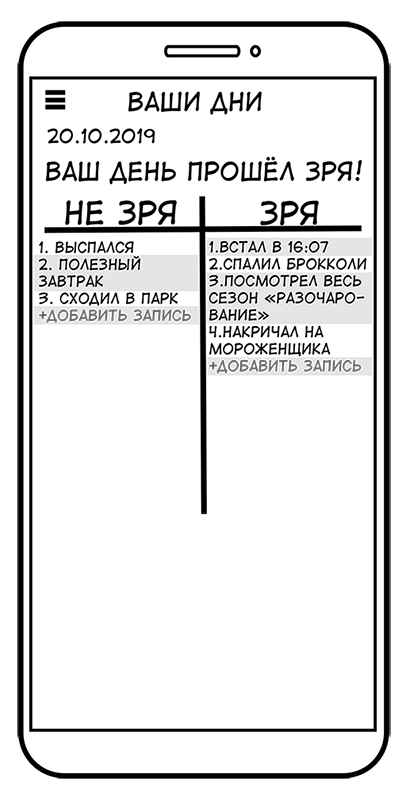 ВАШИ ДНИ
20.10.2019
ВАШ ДЕНЬ ПРОШЁЛ ЗРЯ!
НЕ ЗРЯ
1. ВЫСПАЛСЯ
2. ПОЛЕЗНЫЙ
ЗАВТРАК
3. СХОДИЛ В ПАРК
+ДОБАВИТЬ ЗАПИСЬ
ЗРЯ
1.ВСТАЛ В 16:07
2.СПАЛИЛ БРОККОЛИ
3.ПОСМОТРЕЛ ВЕСЬ
СЕЗОН «РАЗОЧАРО-
ВАНИЕ»
4.НАКРИЧАЛ НА
МОРОЖЕНЩИКА
+ДОБАВИТЬ ЗАПИСЬ